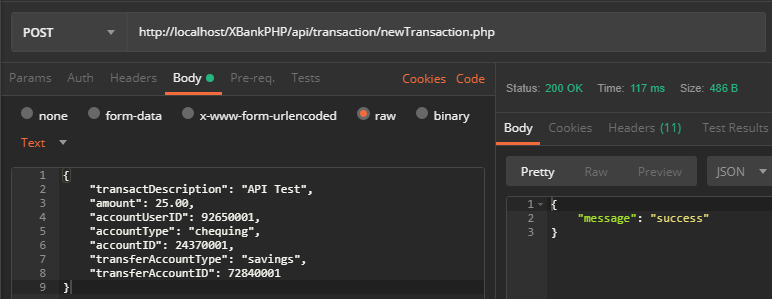 POST http://localhost/XBankPHP/api/transaction/newTransaction.php
Params Auth Headers Body Pre-req. Tests Cookies Code
none form-data x-www-form-urlencoded raw binary
Text
1 {
2 "transactDescription": "API Test",
3 "amount": 25.00,
4 "accountUserID": 92650001,
5 "accountType": "chequing",
6 "accountID": 24370001,
7 "transferAccountType": "savings",
8 "transferAccountID": 72840001
9 }
Status: 200 OK Time: 117 ms Size: 486 B
Body Cookies Headers (11) Test Results
Pretty Raw Preview JSON
1 {
2 "message": "success"
3 }